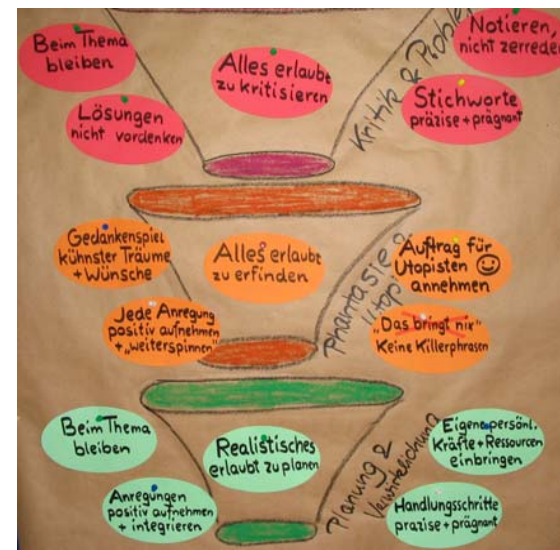 Beim Thema
bleiben
Alles erlaubt
zu kritisieren
Notieren,
nicht zerreden
Lösungen
nicht vordenken
Stichworte
präzise + prägnant
Kritik & Proble
Gedankenspiel
kühnster Träume
+ Wünsche
Alles erlaubt
zu erfinden
Auftrag für
Utopisten
annehmen
Jede Anregung
positiv aufnehmen
+ „weiterspinnen"
„Das bringt nix"
Keine Killerphrasen
Phantasie &
Utop
Beim Thema
bleiben
Realistisches
erlaubt zu planen
Eigene persönl.
Kräfte + Ressourcen
einbringen
Anregungen
positiv aufnehmen
+ integrieren
Handlungsschritte
präzise + prägnant
Planung &
Verwirklichung